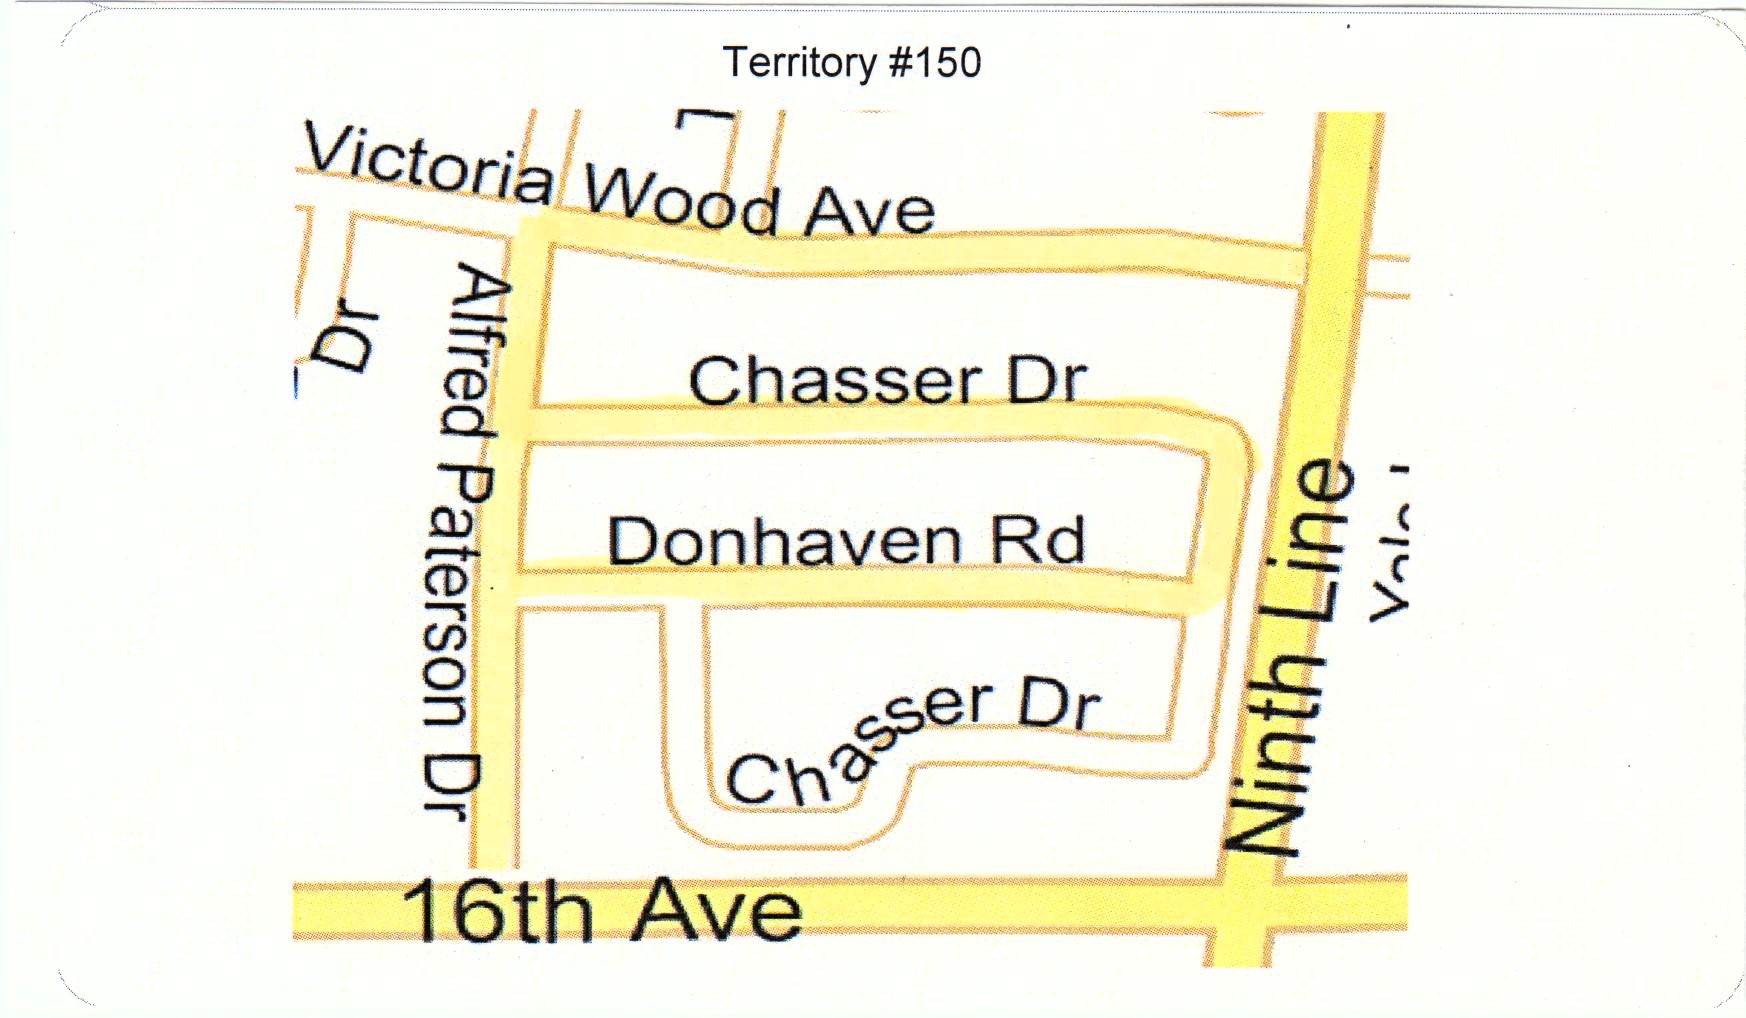 Territory #150
Victoria Wood Ave
Dr
Alfred Paterson Dr
Chasser Dr
Donhaven Rd
Chasser Dr
Ninth Line
16th Ave